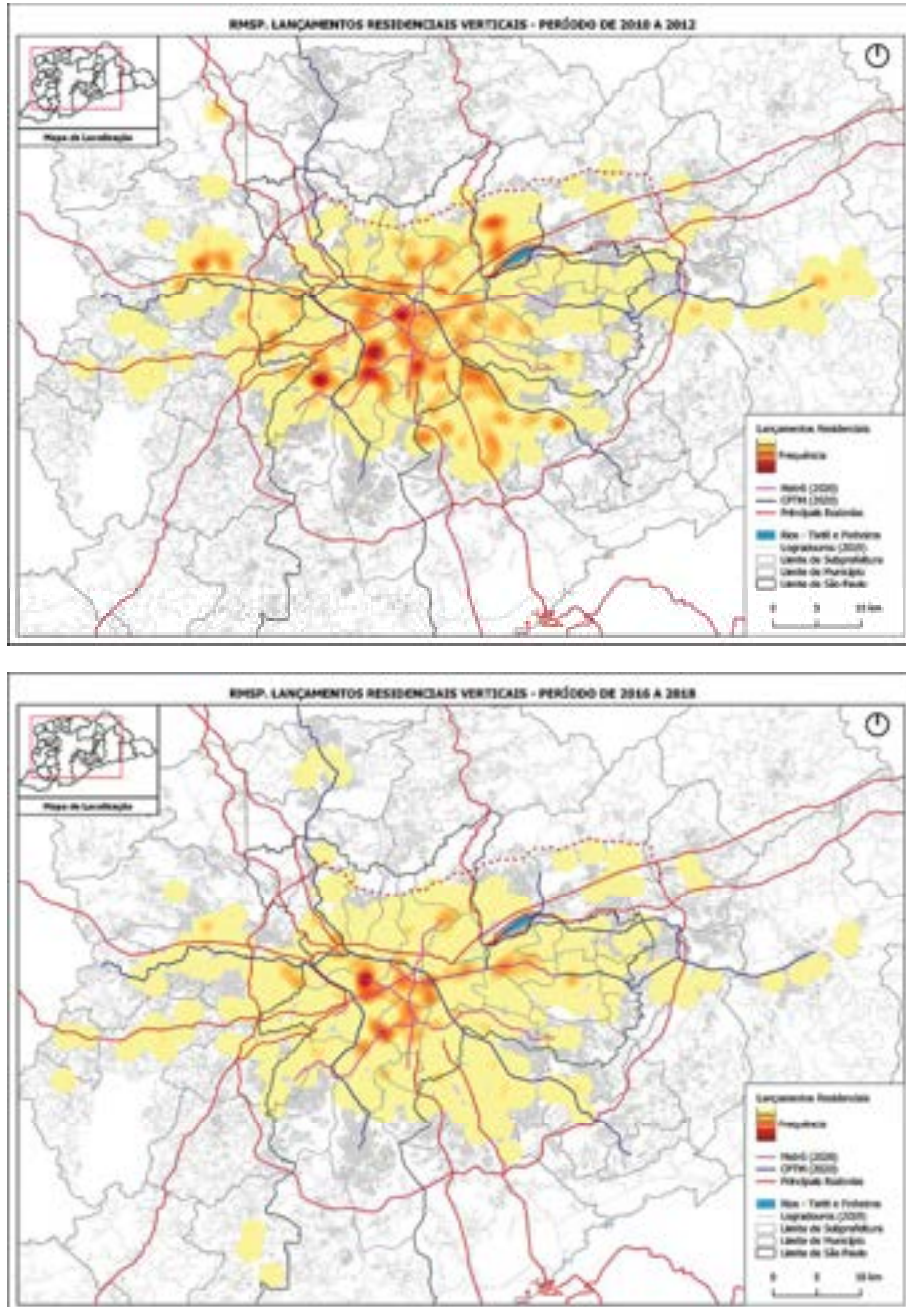 RMSP. LANÇAMENTOS RESIDENCIAIS VERTICAIS - PERÍODO DE 2010 A 2012
Mapa de Localização
Lançamentos Residenciais
Frequência
Metrô (2020)
CPTM (2020)
Principais Rodovias
Rios - Tietê e Pinheiros
Logradouros (2019)
Limite de Subprefeitura
Limite de Município
Limite de São Paulo
0 5 10 km
RMSP. LANÇAMENTOS RESIDENCIAIS VERTICAIS - PERÍODO DE 2016 A 2018
Mapa de Localização
Lançamentos Residenciais
Frequência
Metrô (2020)
CPTM (2020)
Principais Rodovias
Rios - Tietê e Pinheiros
Logradouros (2019)
Limite de Subprefeitura
Limite de Município
Limite de São Paulo
0 5 10 km